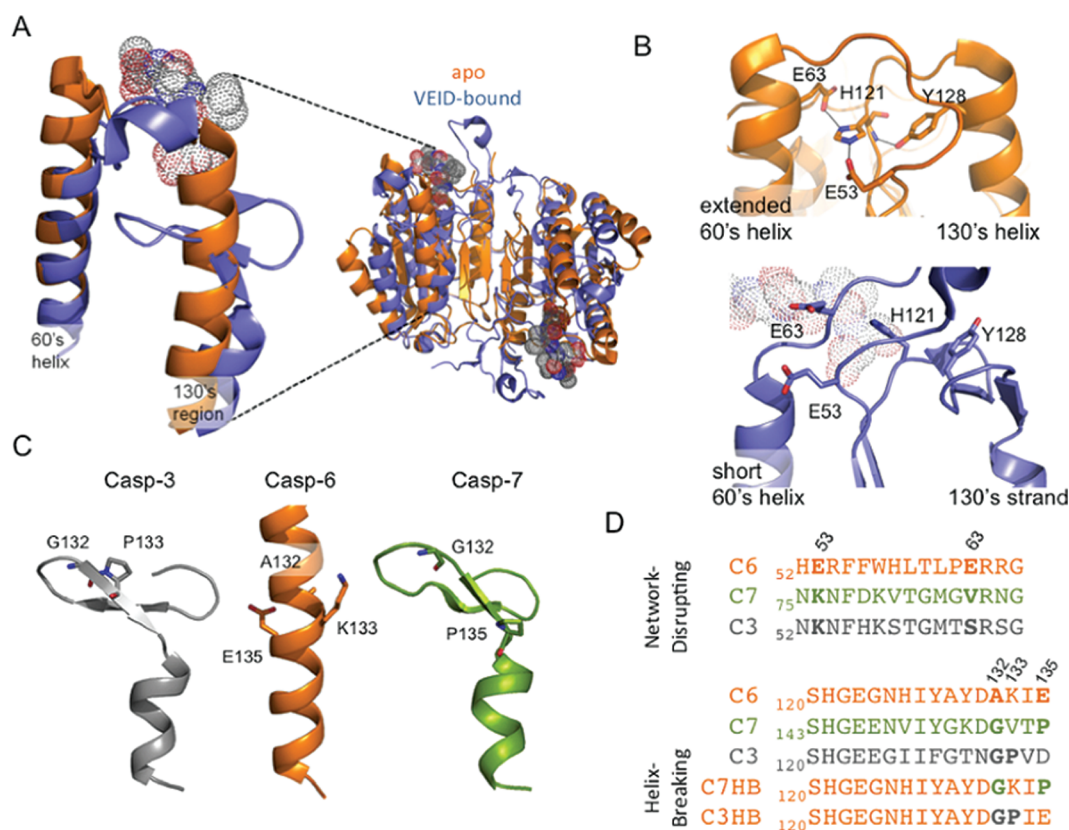 A
apo
VEID-bound
60's
helix
130's
region
B
E63
H121
Y128
E53
extended
60's helix
130's helix
E63
H121
Y128
E53
short
60's helix
130's strand
C
Casp-3
Casp-6
Casp-7
G132
P133
A132
K133
E135
G132
P135
D
Network-
Disrupting
53
63
C6 52HERFFWHLTLPERRG
C7 75NKNFDKVTGMGVRNG
C3 52NKNFHKSTGMTSRSG
Helix-
Breaking
132
133
135
C6 120SHGEGNHIYAYDAKIE
C7 143SHGEENVIYGKDGVTP
C3 120SHGEEGIIFGTNGPVD
C7HB 120SHGEGNHIYAYDGKIP
C3HB 120SHGEGNHIYAYDGPIE